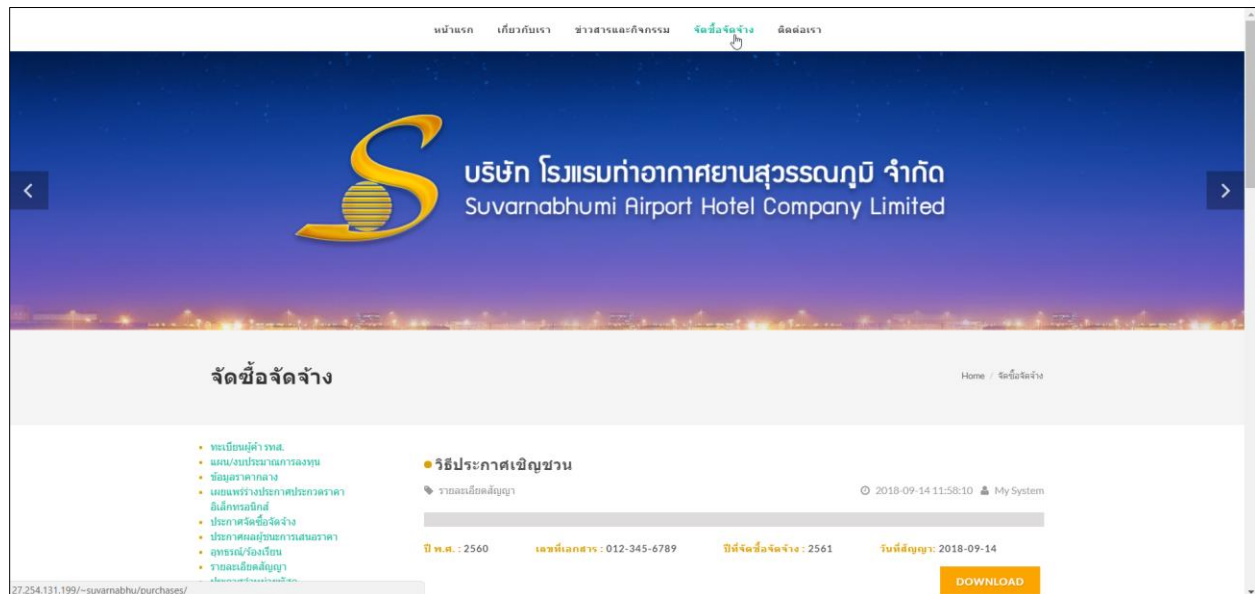 หน้าแรก เกี่ยวกับเรา ข่าวสารและกิจกรรม จัดซื้อจัดจ้าง ติดต่อเรา
บริษัท โรงแรมท่าอากาศยานสุวรรณภูมิ จำกัด
Suvarnabhumi Airport Hotel Company Limited
จัดซื้อจัดจ้าง
Home / จัดซื้อจัดจ้าง
ทะเบียนผู้ค้า รทส.
แผน/งบประมาณการลงทุน
ข้อมูลราคากลาง
เผยแพร่ร่างประกาศประกวดราคา
อิเล็กทรอนิกส์
ประกาศจัดซื้อจัดจ้าง
ประกาศผลผู้ชนะการเสนอราคา
อุทธรณ์/ร้องเรียน
รายละเอียดสัญญา
วิธีประกาศเชิญชวน
รายละเอียดสัญญา 2018-09-14 11:58:10 My System
ปี พ.ศ. : 2560 เลขที่เอกสาร : 012-345-6789 ปีที่จัดซื้อจัดจ้าง : 2561 วันที่สัญญา: 2018-09-14
DOWNLOAD
27.254.131.199/~suvarnabhu/purchases/